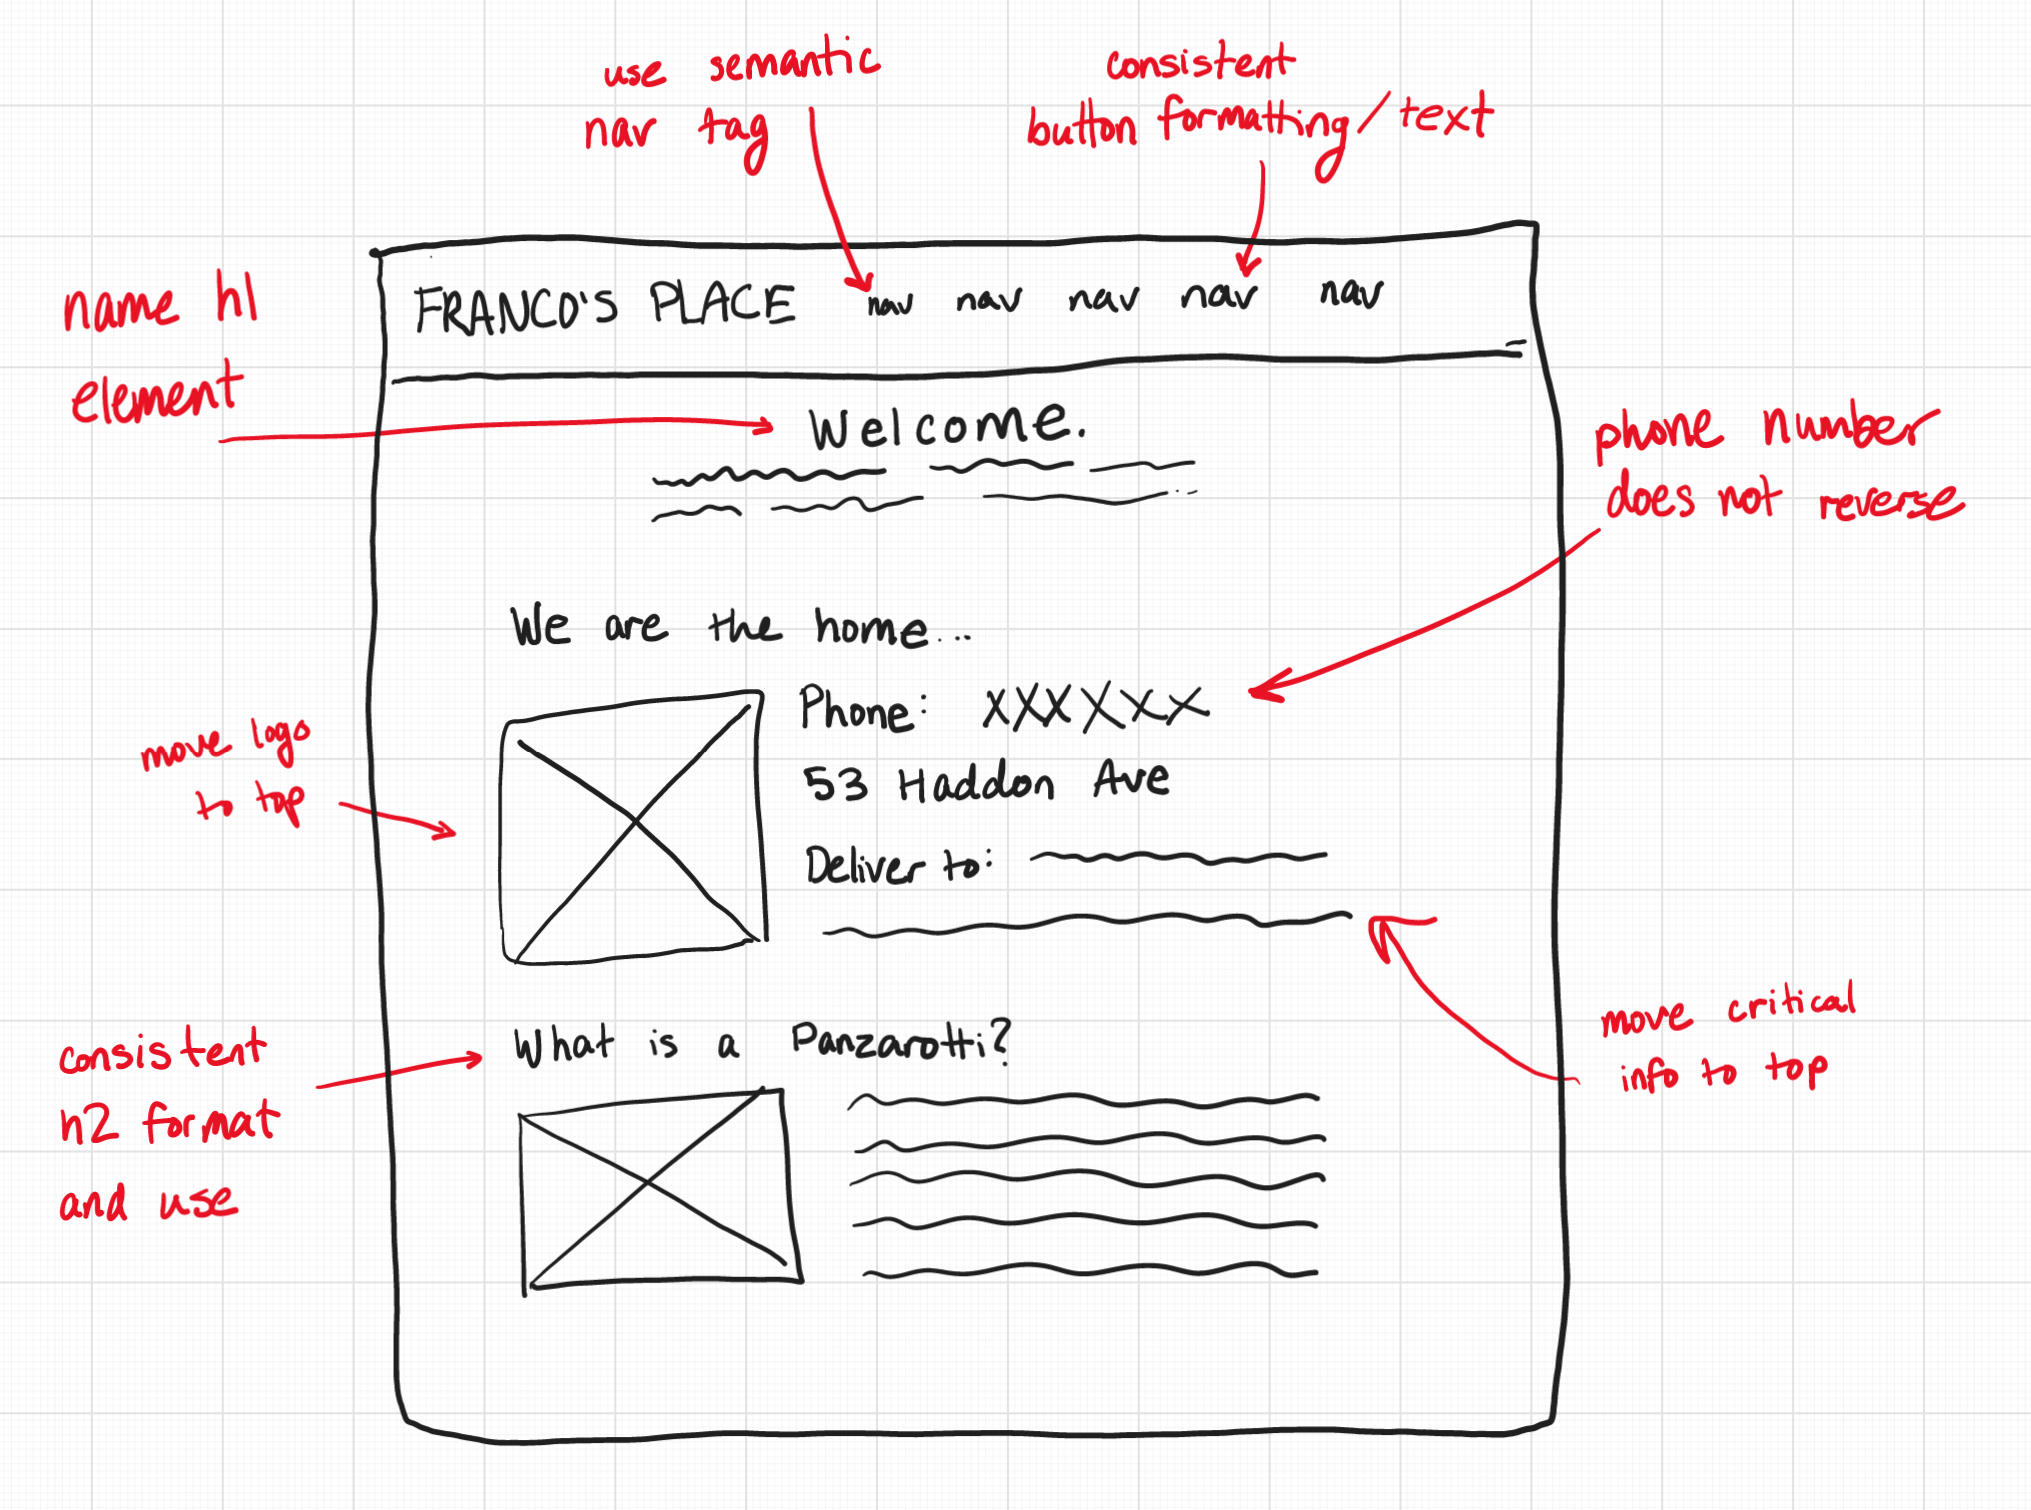 use semantic
nav tag
consistent
button formatting/text
FRANCO'S PLACE nav nav nav nav nav
name h1
element
Welcome.
phone number
does not reverse
We are the home...
Phone: XXXXXX
53 Haddon Ave
Deliver to:
move logo
to top
move critical
info to top
What is a Panzarotti?
consistent
h2 format
and use